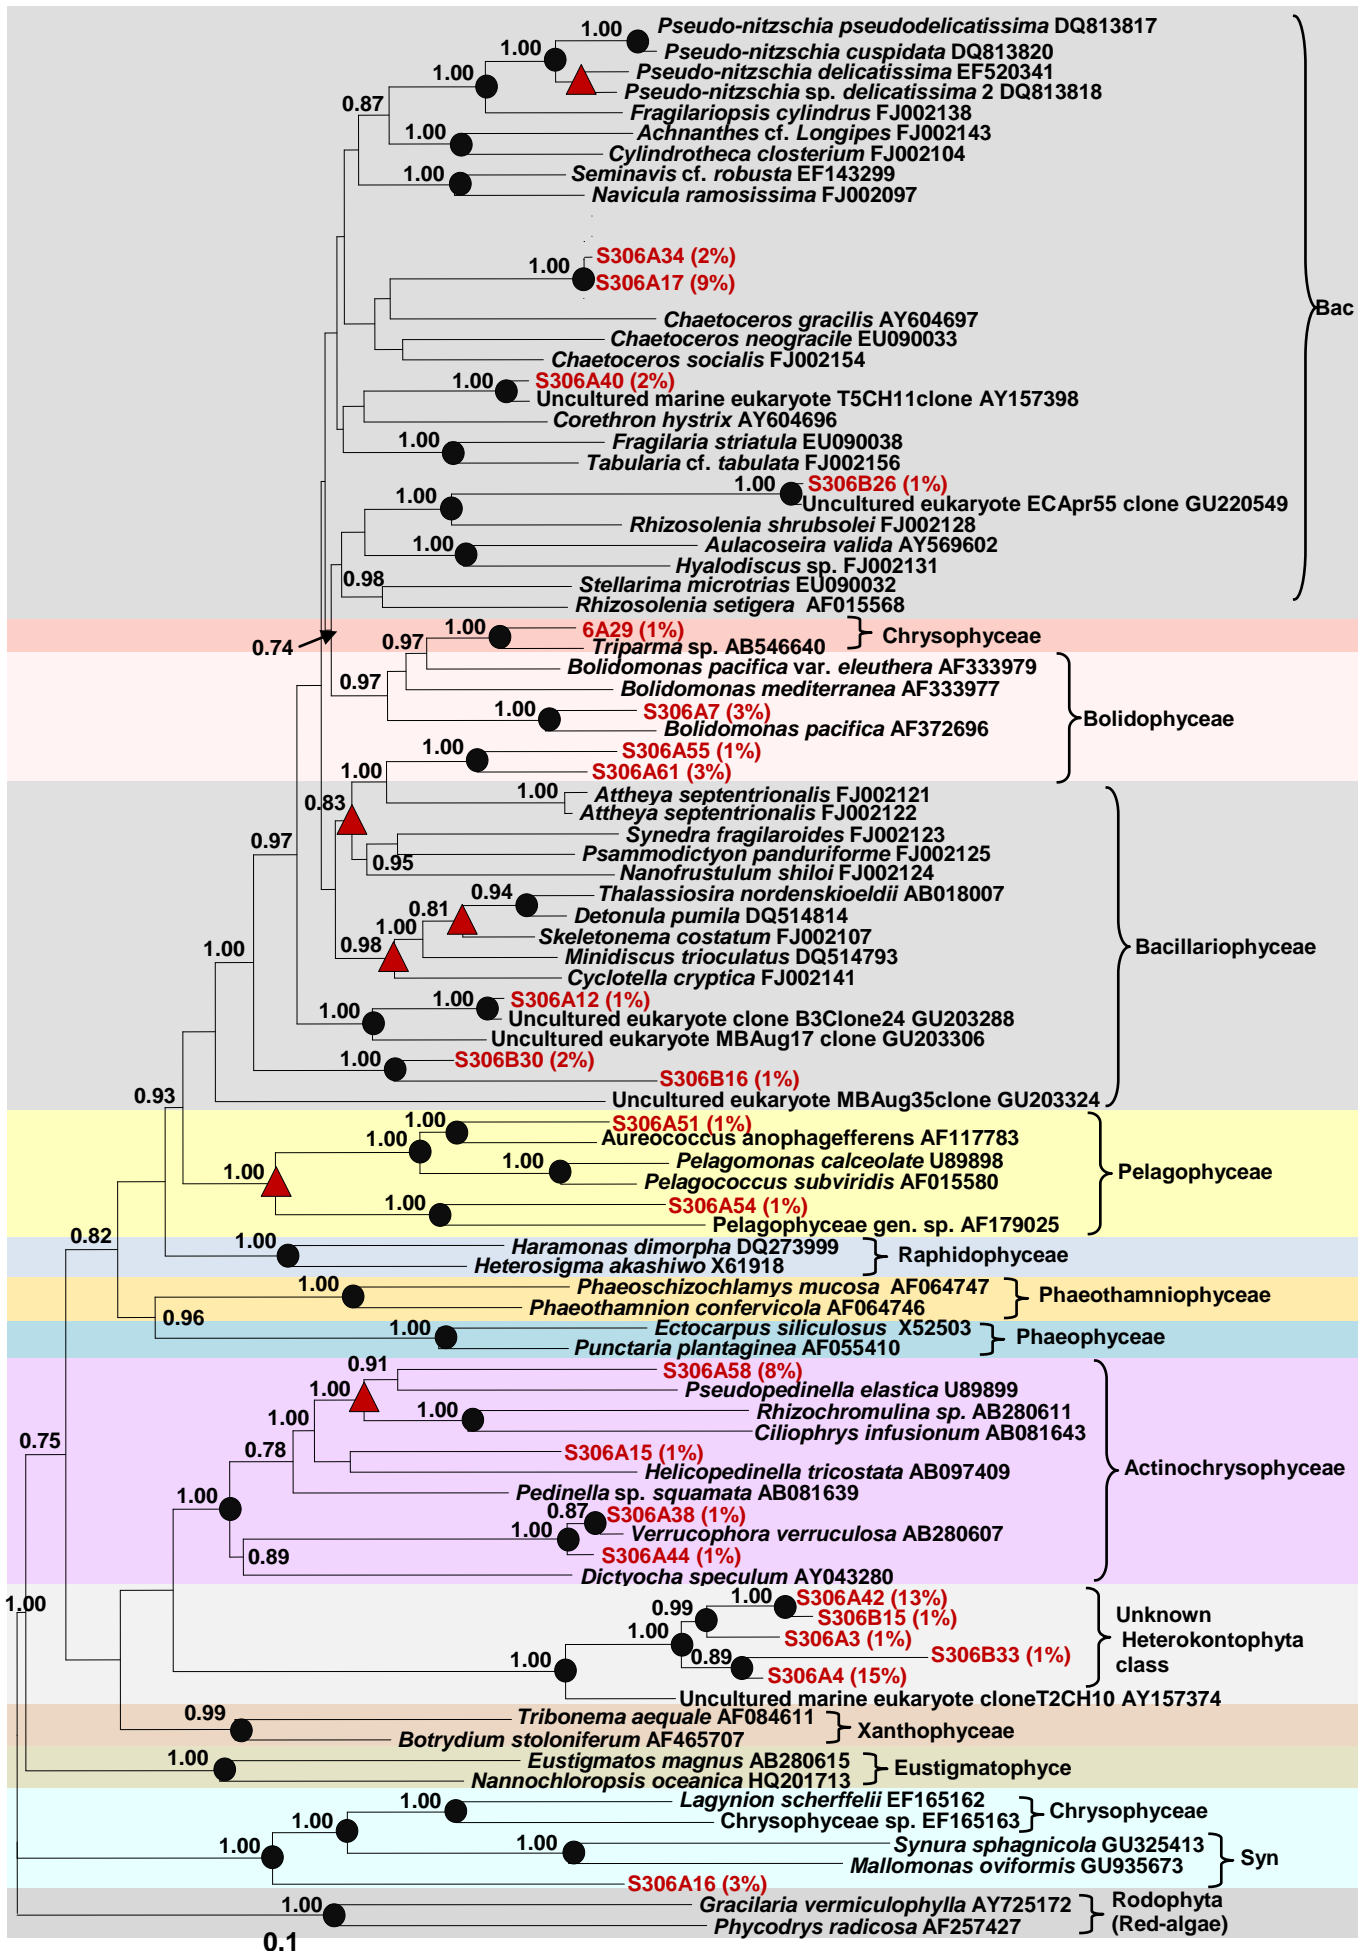 1.00 Pseudo-nitzschia pseudodelicatissima DQ813817
1.00 Pseudo-nitzschia cuspidata DQ813820
Pseudo-nitzschia delicatissima EF520341
1.00 Pseudo-nitzschia sp. delicatissima 2 DQ813818
0.87 Fragilariopsis cylindrus FJ002138
1.00 Achnanthes cf. Longipes FJ002143
Cylindrotheca closterium FJ002104
1.00 Seminavis cf. robusta EF143299
Navicula ramosissima FJ002097
S306A34 (2%)
1.00 S306A17 (9%)
Bac
Chaetoceros gracilis AY604697
Chaetoceros neogracile EU090033
Chaetoceros socialis FJ002154
1.00 S306A40 (2%)
Uncultured marine eukaryote T5CH11clone AY157398
Corethron hystrix AY604696
1.00 Fragilaria striatula EU090038
Tabularia cf. tabulata FJ002156
1.00 S306B26 (1%)
1.00 Uncultured eukaryote ECApr55 clone GU220549
Rhizosolenia shrubsolei FJ002128
1.00 Aulacoseira valida AY569602
Hyalodiscus sp. FJ002131
0.98 Stellarima microtrias EU090032
Rhizosolenia setigera AF015568
1.00 6A29 (1%) Chrysophyceae
0.74 0.97 Triparma sp. AB546640
Bolidomonas pacifica var. eleuthera AF333979
0.97 Bolidomonas mediterranea AF333977
1.00 S306A7 (3%) Bolidophyceae
Bolidomonas pacifica AF372696
1.00 S306A55 (1%)
1.00 S306A61 (3%)
1.00 Attheya septentrionalis FJ002121
0.83 Attheya septentrionalis FJ002122
Synedra fragilaroides FJ002123
0.97 0.95 Psammodictyon panduriforme FJ002125
Nanofrustulum shiloi FJ002124
0.94 Thalassiosira nordenskioeldii AB018007
0.81 Detonula pumila DQ514814
1.00 Skeletonema costatum FJ002107
1.00 0.98 Minidiscus trioculatus DQ514793 Bacillariophyceae
Cyclotella cryptica FJ002141
1.00 S306A12 (1%)
1.00 Uncultured eukaryote clone B3Clone24 GU203288
Uncultured eukaryote MBAug17 clone GU203306
1.00 S306B30 (2%)
S306B16 (1%)
0.93 Uncultured eukaryote MBAug35clone GU203324
1.00 S306A51 (1%)
1.00 Aureococcus anophagefferens AF117783
1.00 1.00 Pelagomonas calceolate U89898 Pelagophyceae
Pelagococcus subviridis AF015580
1.00 S306A54 (1%)
Pelagophyceae gen. sp. AF179025
0.82 1.00 Haramonas dimorpha DQ273999 Raphidophyceae
Heterosigma akashiwo X61918
1.00 Phaeoschizochlamys mucosa AF064747 Phaeothamniophyceae
0.96 Phaeothamnion confervicola AF064746
1.00 Ectocarpus siliculosus X52503 Phaeophyceae
Punctaria plantaginea AF055410
0.91 S306A58 (8%)
1.00 Pseudopedinella elastica U89899
1.00 1.00 Rhizochromulina sp. AB280611
Ciliophrys infusionum AB081643
0.75 0.78 S306A15 (1%) Actinochrysophyceae
Helicopedinella tricostata AB097409
1.00 Pedinella sp. squamata AB081639
0.87 S306A38 (1%)
1.00 Verrucophora verruculosa AB280607
0.89 S306A44 (1%)
Dictyocha speculum AY043280
1.00 1.00 S306A42 (13%)
0.99 S306B15 (1%) Unknown
1.00 S306A3 (1%) Heterokontophyta
1.00 0.89 S306B33 (1%) class
S306A4 (15%)
Uncultured marine eukaryote cloneT2CH10 AY157374
0.99 Tribonema aequale AF084611 Xanthophyceae
Botrydium stoloniferum AF465707
1.00 Eustigmatos magnus AB280615 Eustigmatophyce
Nannochloropsis oceanica HQ201713
1.00 Lagynion scherffelii EF165162 Chrysophyceae
1.00 Chrysophyceae sp. EF165163
1.00 1.00 Synura sphagnicola GU325413 Syn
Mallomonas oviformis GU935673
S306A16 (3%)
1.00 Gracilaria vermiculophylla AY725172 Rodophyta
Phycodrys radicosa AF257427 (Red-algae)
0.1